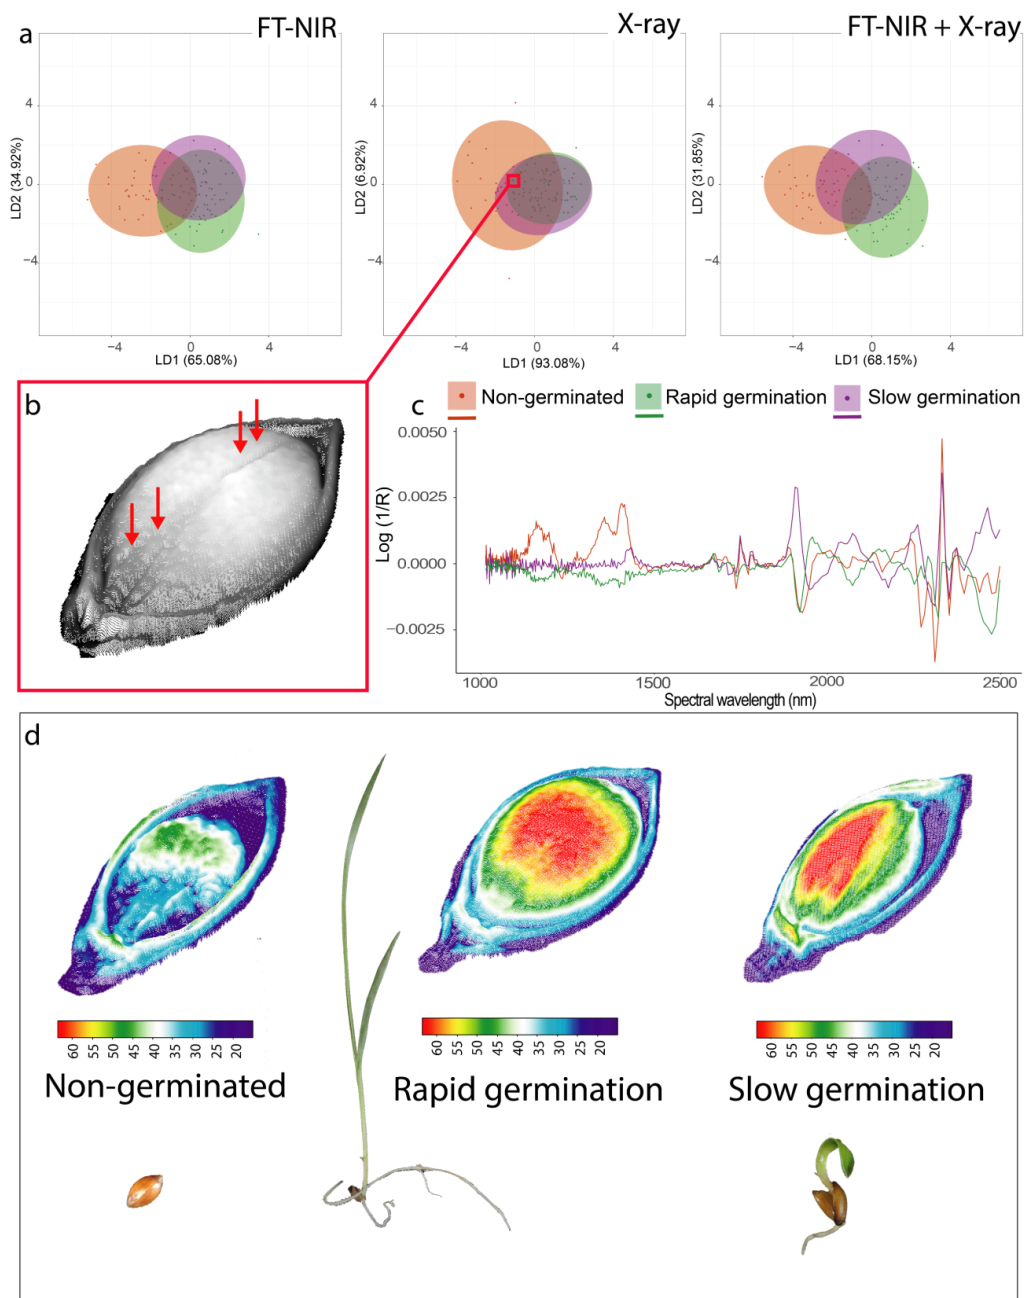 a
FT-NIR
X-ray
FT-NIR + X-ray
LD2 (34.92%)
4
0
−4
−4
0
4
LD1 (65.08%)
LD2 (6.92%)
4
0
−4
−4
0
4
LD1 (93.08%)
LD2 (31.85%)
4
0
−4
−4
0
4
LD1 (68.15%)
b
c
Non-germinated
Rapid germination
Slow germination
Log (1/R)
0.0050
0.0025
0.0000
−0.0025
1000
1500
2000
2500
Spectral wavelength (nm)
d
60 55 50 45 35 30 25 20
60 55 50 45 35 30 25 20
60 55 50 45 35 30 25 20
Non-germinated
Rapid germination
Slow germination